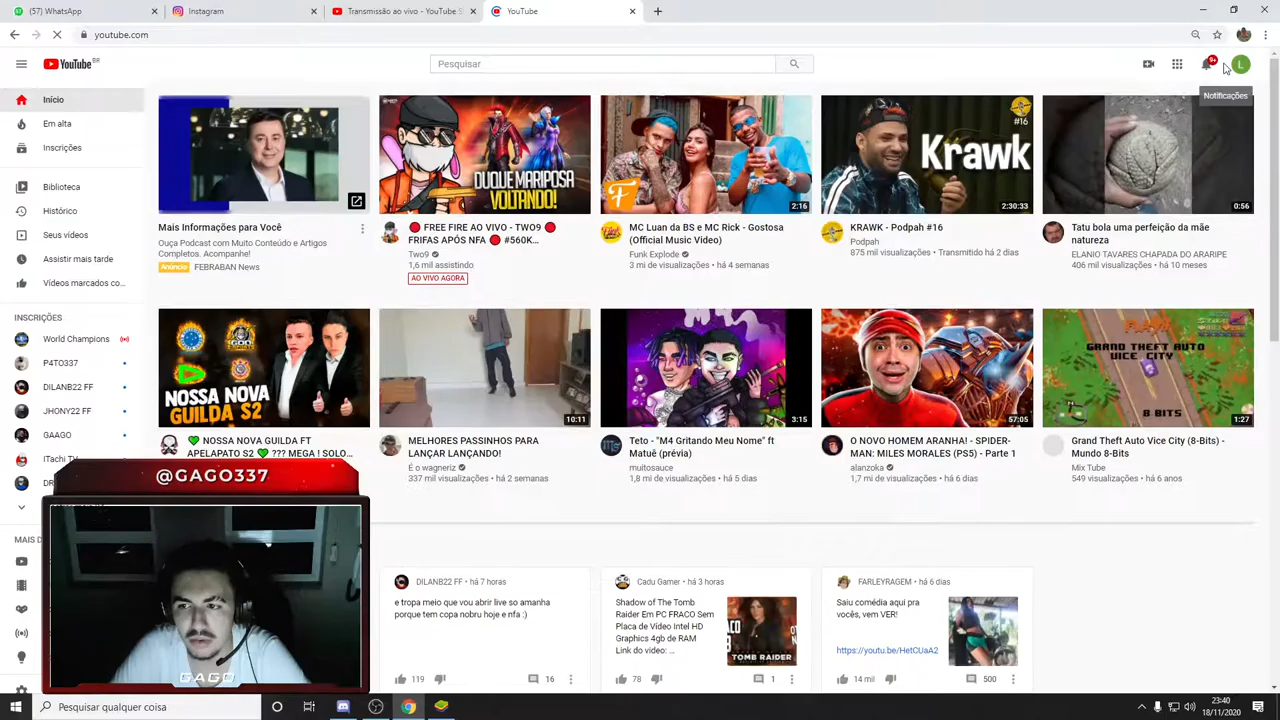 (57) WhatsApp
Instagram
Transmissão ao vivo - YouTube S
YouTube
youtube.com
YouTube BR
Pesquisar
9+
L
Notificações
Início
Em alta
Inscrições
Biblioteca
Histórico
Seus vídeos
Assistir mais tarde
Vídeos marcados co...
INSCRIÇÕES
World Champions
P4TO337
DILANB22 FF
JHONY22 FF
GAAGO
ITachi TV
DR
MAIS D
Mais Informações para Você
Ouça Podcast com Muito Conteúdo e Artigos
Completos. Acompanhe!
Anúncio FEBRABAN News
DUQUE MARIPOSA
VOLTANDO!
🔴 FREE FIRE AO VIVO - TWO9 🔴
FRIFAS APÓS NFA 🔴 #560K...
Two9
1,6 mil assistindo
AO VIVO AGORA
2:16
MC Luan da BS e MC Rick - Gostosa
(Official Music Video)
Funk Explode
3 mi de visualizações • há 4 semanas
#16
Krawk
2:30:33
KRAWK - Podpah #16
Podpah
875 mil visualizações • Transmitido há 2 dias
0:56
Tatu bola uma perfeição da mãe
natureza
ELANIO TAVARES CHAPADA DO ARARIPE
406 mil visualizações • há 10 meses
NOSSA NOVA
GUILDA S2
💚 NOSSA NOVA GUILDA FT
APELAPATO S2 💚 ??? MEGA ! SOLO...
10:11
MELHORES PASSINHOS PARA
LANÇAR LANÇANDO!
É o wagneriz
337 mil visualizações • há 2 semanas
3:15
Teto - "M4 Gritando Meu Nome" ft
Matuê (prévia)
muitosauce
1,8 mi de visualizações • há 5 dias
57:05
O NOVO HOMEM ARANHA! - SPIDER-
MAN: MILES MORALES (PS5) - Parte 1
alanzoka
1,7 mi de visualizações • há 6 dias
GRAND THEFT AUTO
VICE CITY
8 BITS
1:27
Grand Theft Auto Vice City (8-Bits) -
Mundo 8-Bits
Mix Tube
549 visualizações • há 6 anos
@GAGO337
GAGO
DILANB22 FF • há 7 horas
e tropa meio que vou abrir live so amanha
porque tem copa nobru hoje e nfa :)
119
16
Cadu Gamer • há 3 horas
Shadow of The Tomb
Raider Em PC FRACO Sem
Placa de Vídeo Intel HD
Graphics 4gb de RAM
Link do video: ...
TOMB RAIDER
78
1
FARLEYRAGEM • há 6 dias
Saiu comédia aqui pra
vocês, vem VER!
https://youtu.be/HetCUaA2
14 mil
500
Pesquisar qualquer coisa
23:40
18/11/2020